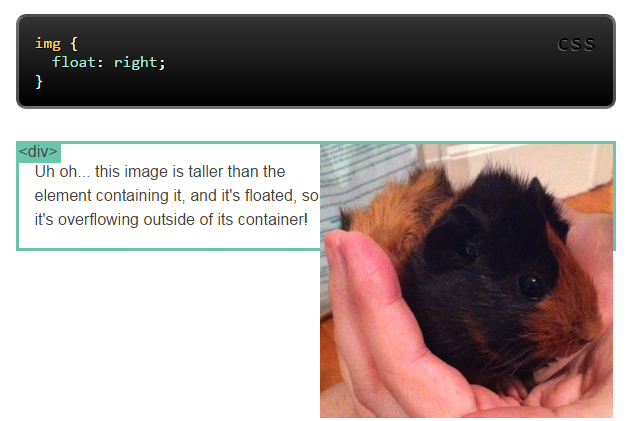 CSS
img {
  float: right;
}
<div>
Uh oh... this image is taller than the
element containing it, and it's floated, so
it's overflowing outside of its container!